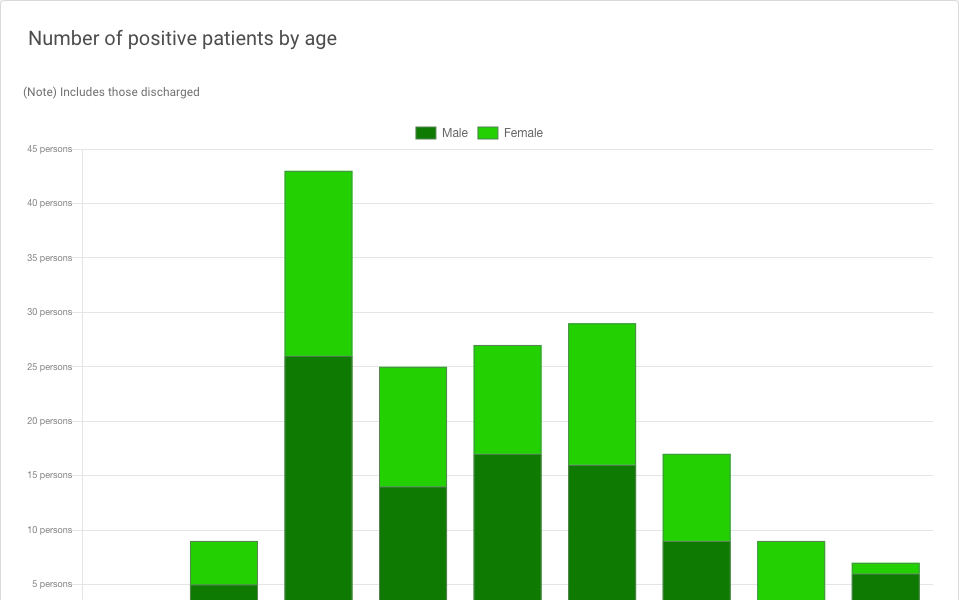 Number of positive patients by age
(Note) Includes those discharged
Male Female
45 persons
40 persons
35 persons
30 persons
25 persons
20 persons
15 persons
10 persons
5 persons